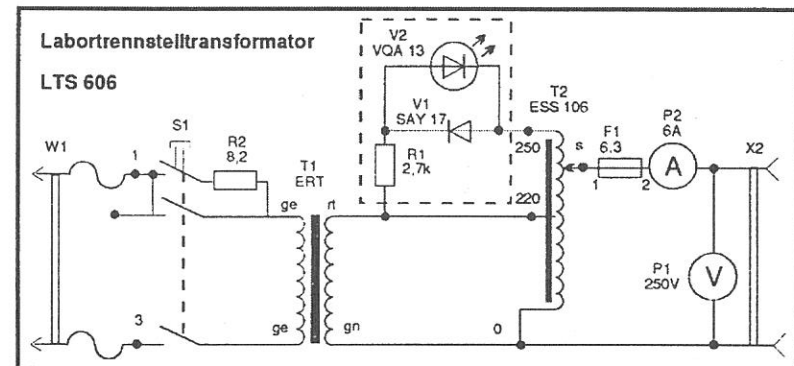 Labortrennstelltransformator
LTS 606
V2
VQA 13
V1
SAY 17
R1
2,7k
T2
ESS 106
250
220
0
s
F1
6.3
1 2
P2
6A
A
X2
P1
250V
V
W1
1
3
S1
R2
8,2
T1
ERT
ge rt
ge gn